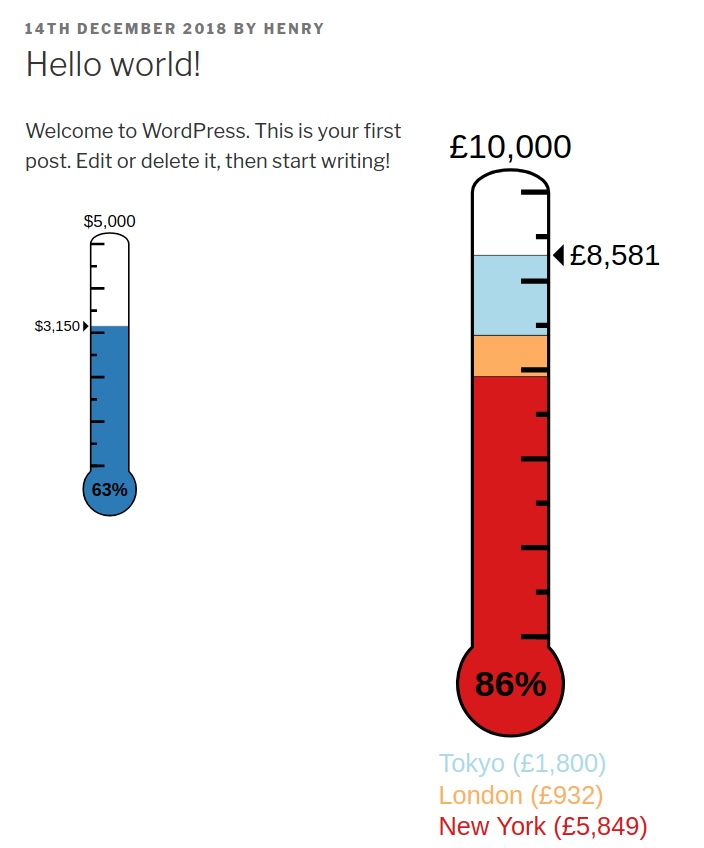 14TH DECEMBER 2018 BY HENRY
Hello world!
Welcome to WordPress. This is your first
post. Edit or delete it, then start writing!
$5,000
$3,150
63%
£10,000
£8,581
86%
Tokyo (£1,800)
London (£932)
New York (£5,849)